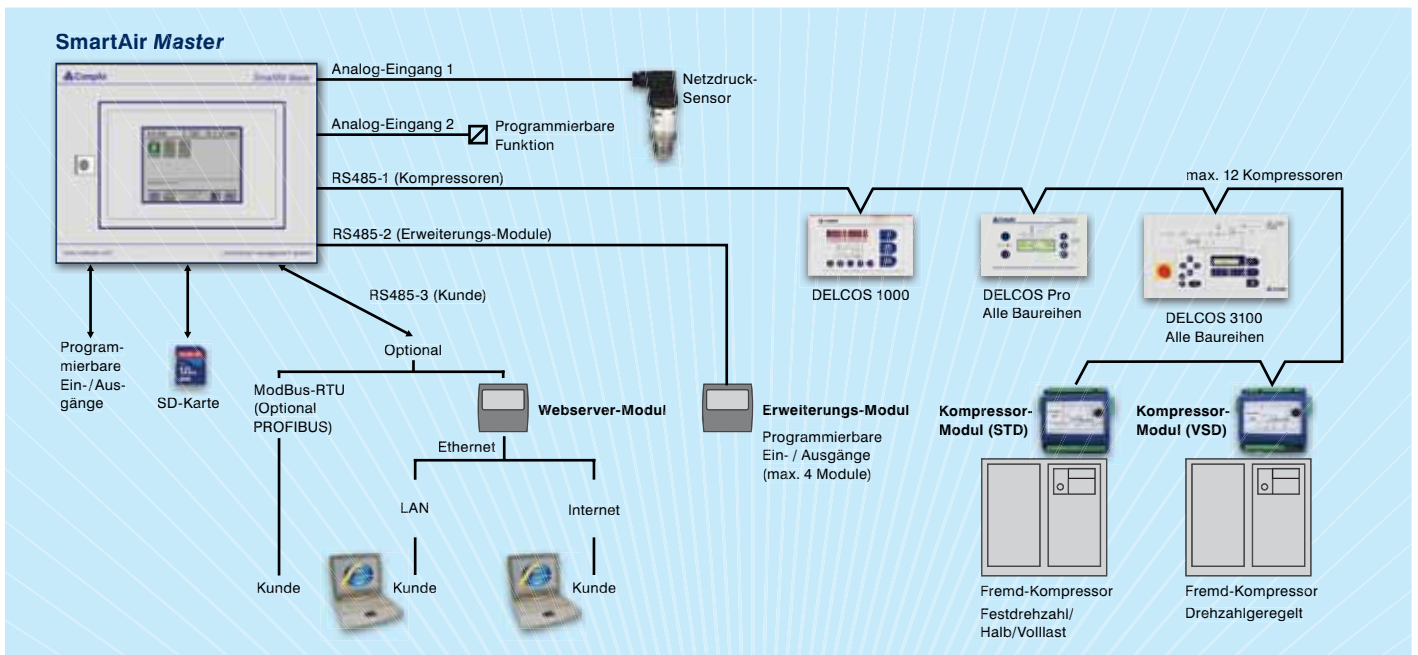 SmartAir Master
CompAir
SmartAir Master
Analog-Eingang 1
Netzdruck-
Sensor
Analog-Eingang 2
Programmierbare
Funktion
RS485-1 (Kompressoren)
max. 12 Kompressoren
RS485-2 (Erweiterungs-Module)
DELCOS 1000
DELCOS Pro
Alle Baureihen
DELCOS 3100
Alle Baureihen
RS485-3 (Kunde)
Program-
mierbare
Ein-/Aus-
gänge
SD-Karte
Optional
ModBus-RTU
(Optional
PROFIBUS)
Webserver-Modul
Ethernet
LAN
Internet
Kunde
Kunde
Kunde
Erweiterungs-Modul
Programmierbare
Ein- / Ausgänge
(max. 4 Module)
Kompressor-
Modul (STD)
Kompressor-
Modul (VSD)
Fremd-Kompressor
Festdrehzahl/
Halb/Volllast
Fremd-Kompressor
Drehzahlgeregelt